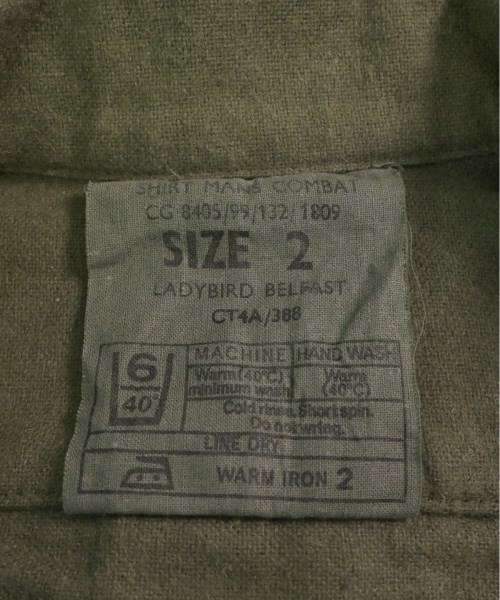 SHIRT MANS COMBAT
CG 8405/99/132/1809
SIZE 2
LADYBIRD BELFAST
CT4A/388
6
40°
MACHINE HAND WASH
Warm (40°C) minimum wash
Warm (40°C)
Cold rinse. Short spin.
Do not wring.
LINE DRY
WARM IRON 2